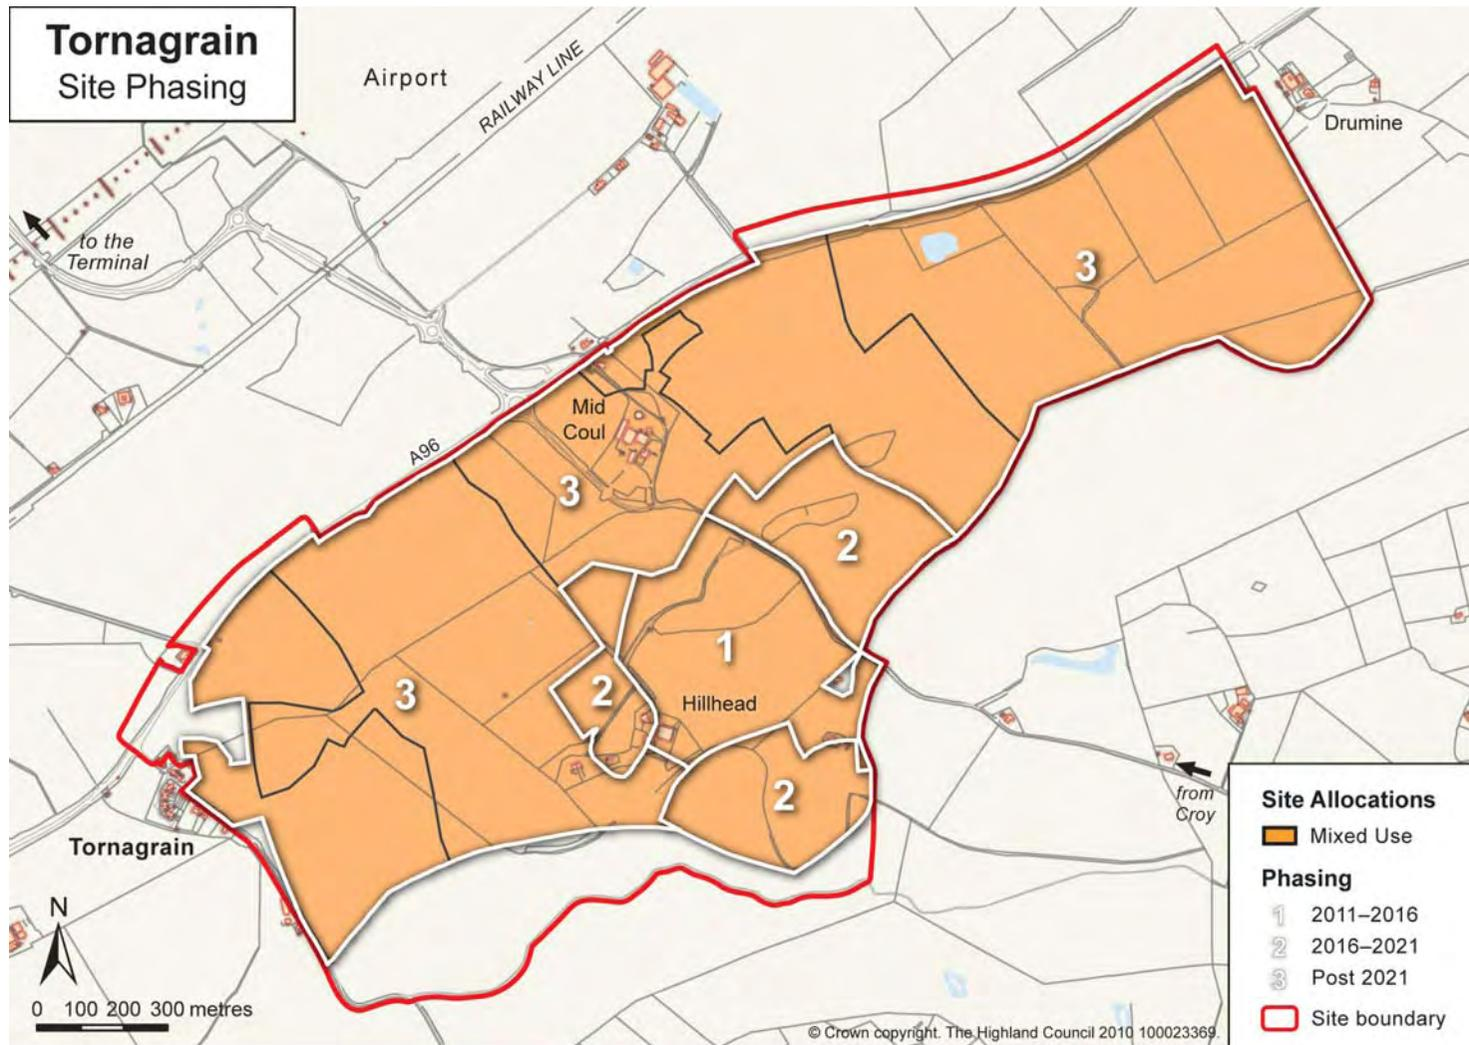 Tornagrain
Site Phasing
Airport
RAILWAY LINE
Drumine
to the
Terminal
3
Mid
Coul
A96
3
2
1
3
2
Hillhead
2
from
Croy
Tornagrain
N
0 100 200 300 metres
Site Allocations
Mixed Use
Phasing
1 2011–2016
2 2016–2021
3 Post 2021
Site boundary
© Crown copyright. The Highland Council 2010 100023369.